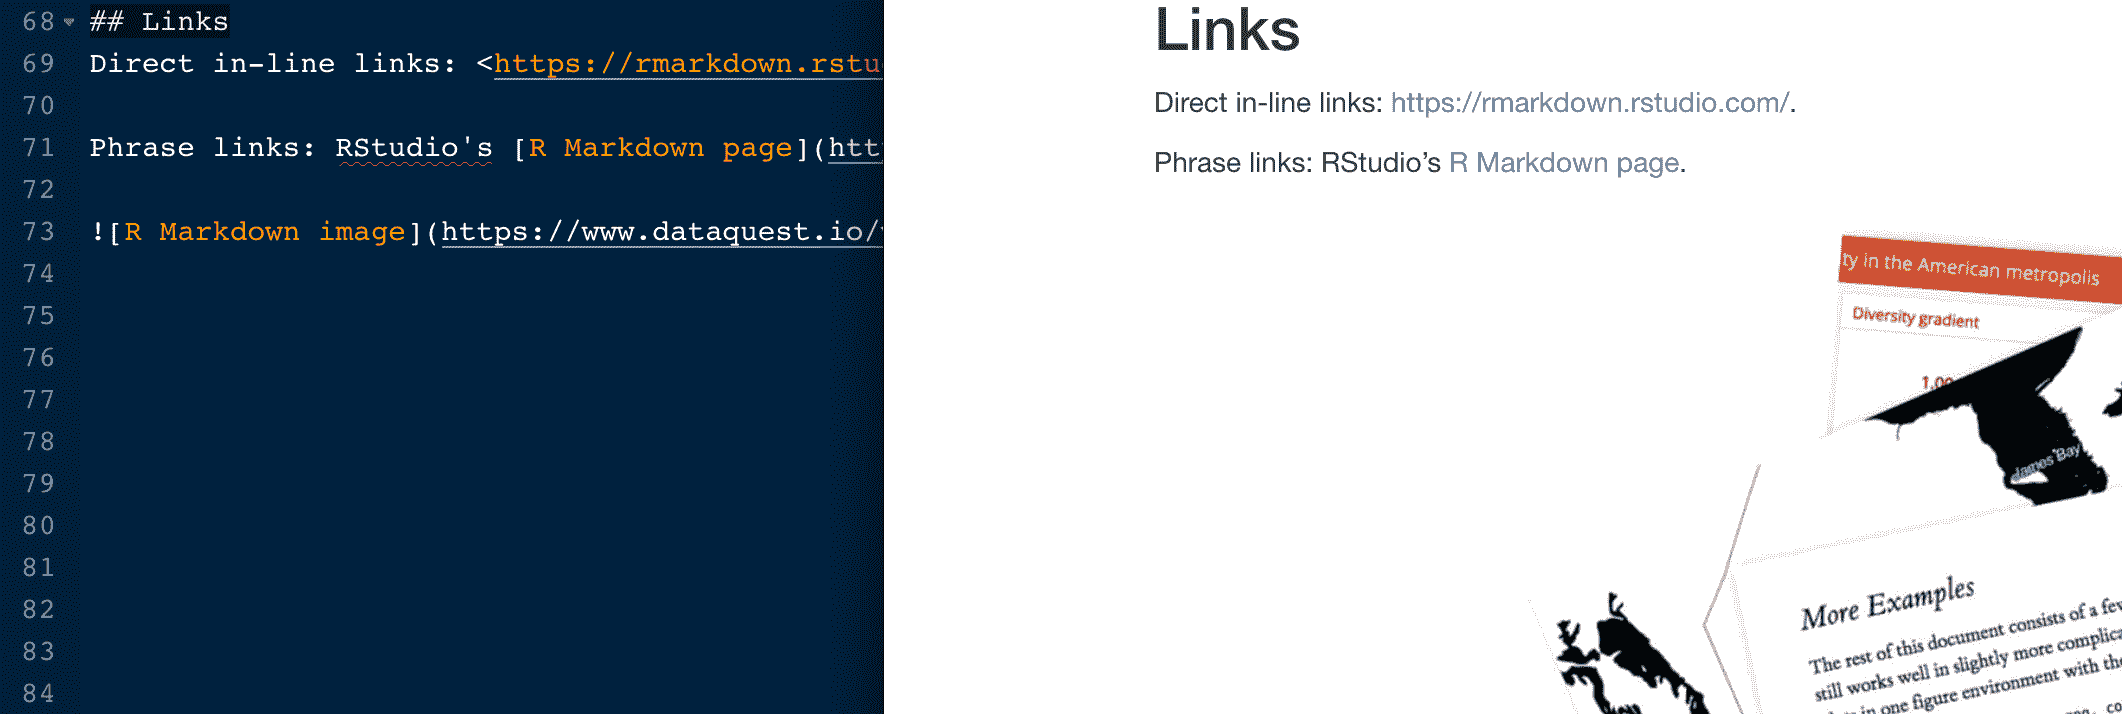 68 ## Links
69 Direct in-line links: <https://rmarkdown.rstu
70
71 Phrase links: RStudio's [R Markdown page](htt
72
73 ![R Markdown image](https://www.dataquest.io/
74
75
76
77
78
79
80
81
82
83
84
Links
Direct in-line links: https://rmarkdown.rstudio.com/.
Phrase links: RStudio’s R Markdown page.
ty in the American metropolis
Diversity gradient
1.00
James Bay
More Examples
The rest of this document consists of a few
still works well in slightly more complica
in one figure environment with the